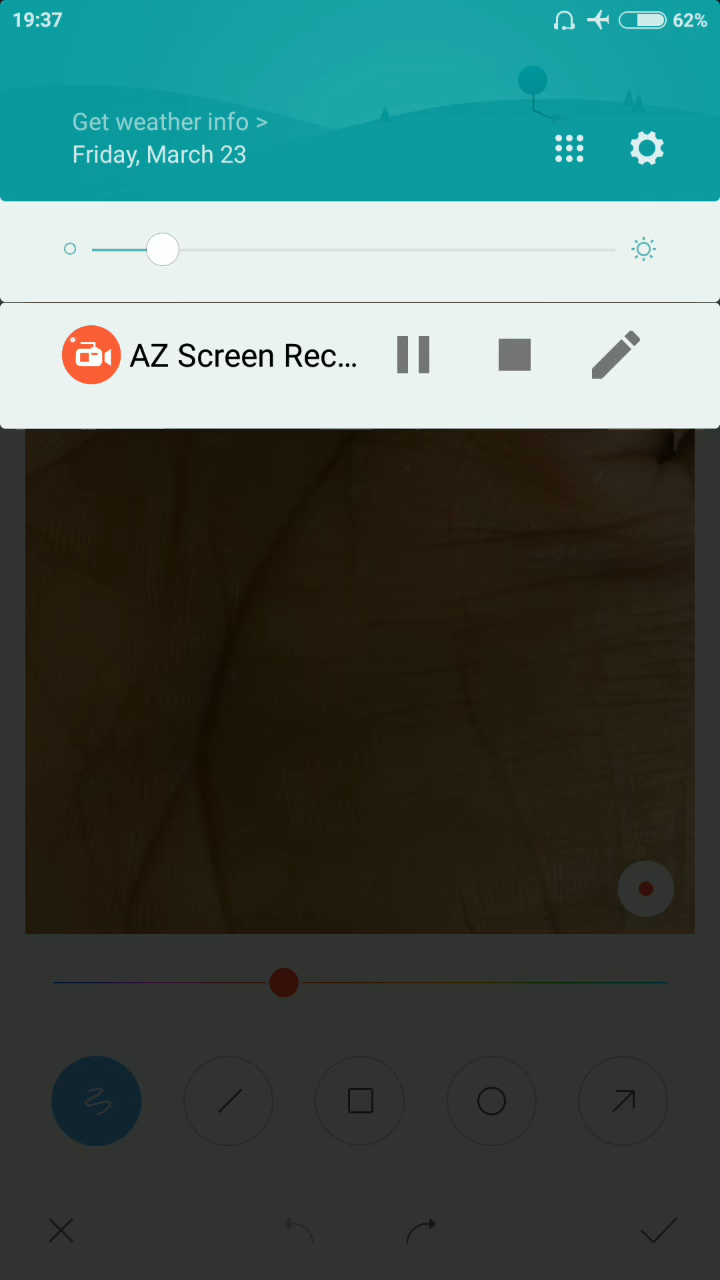 19:37
62%
Get weather info >
Friday, March 23
AZ Screen Rec...